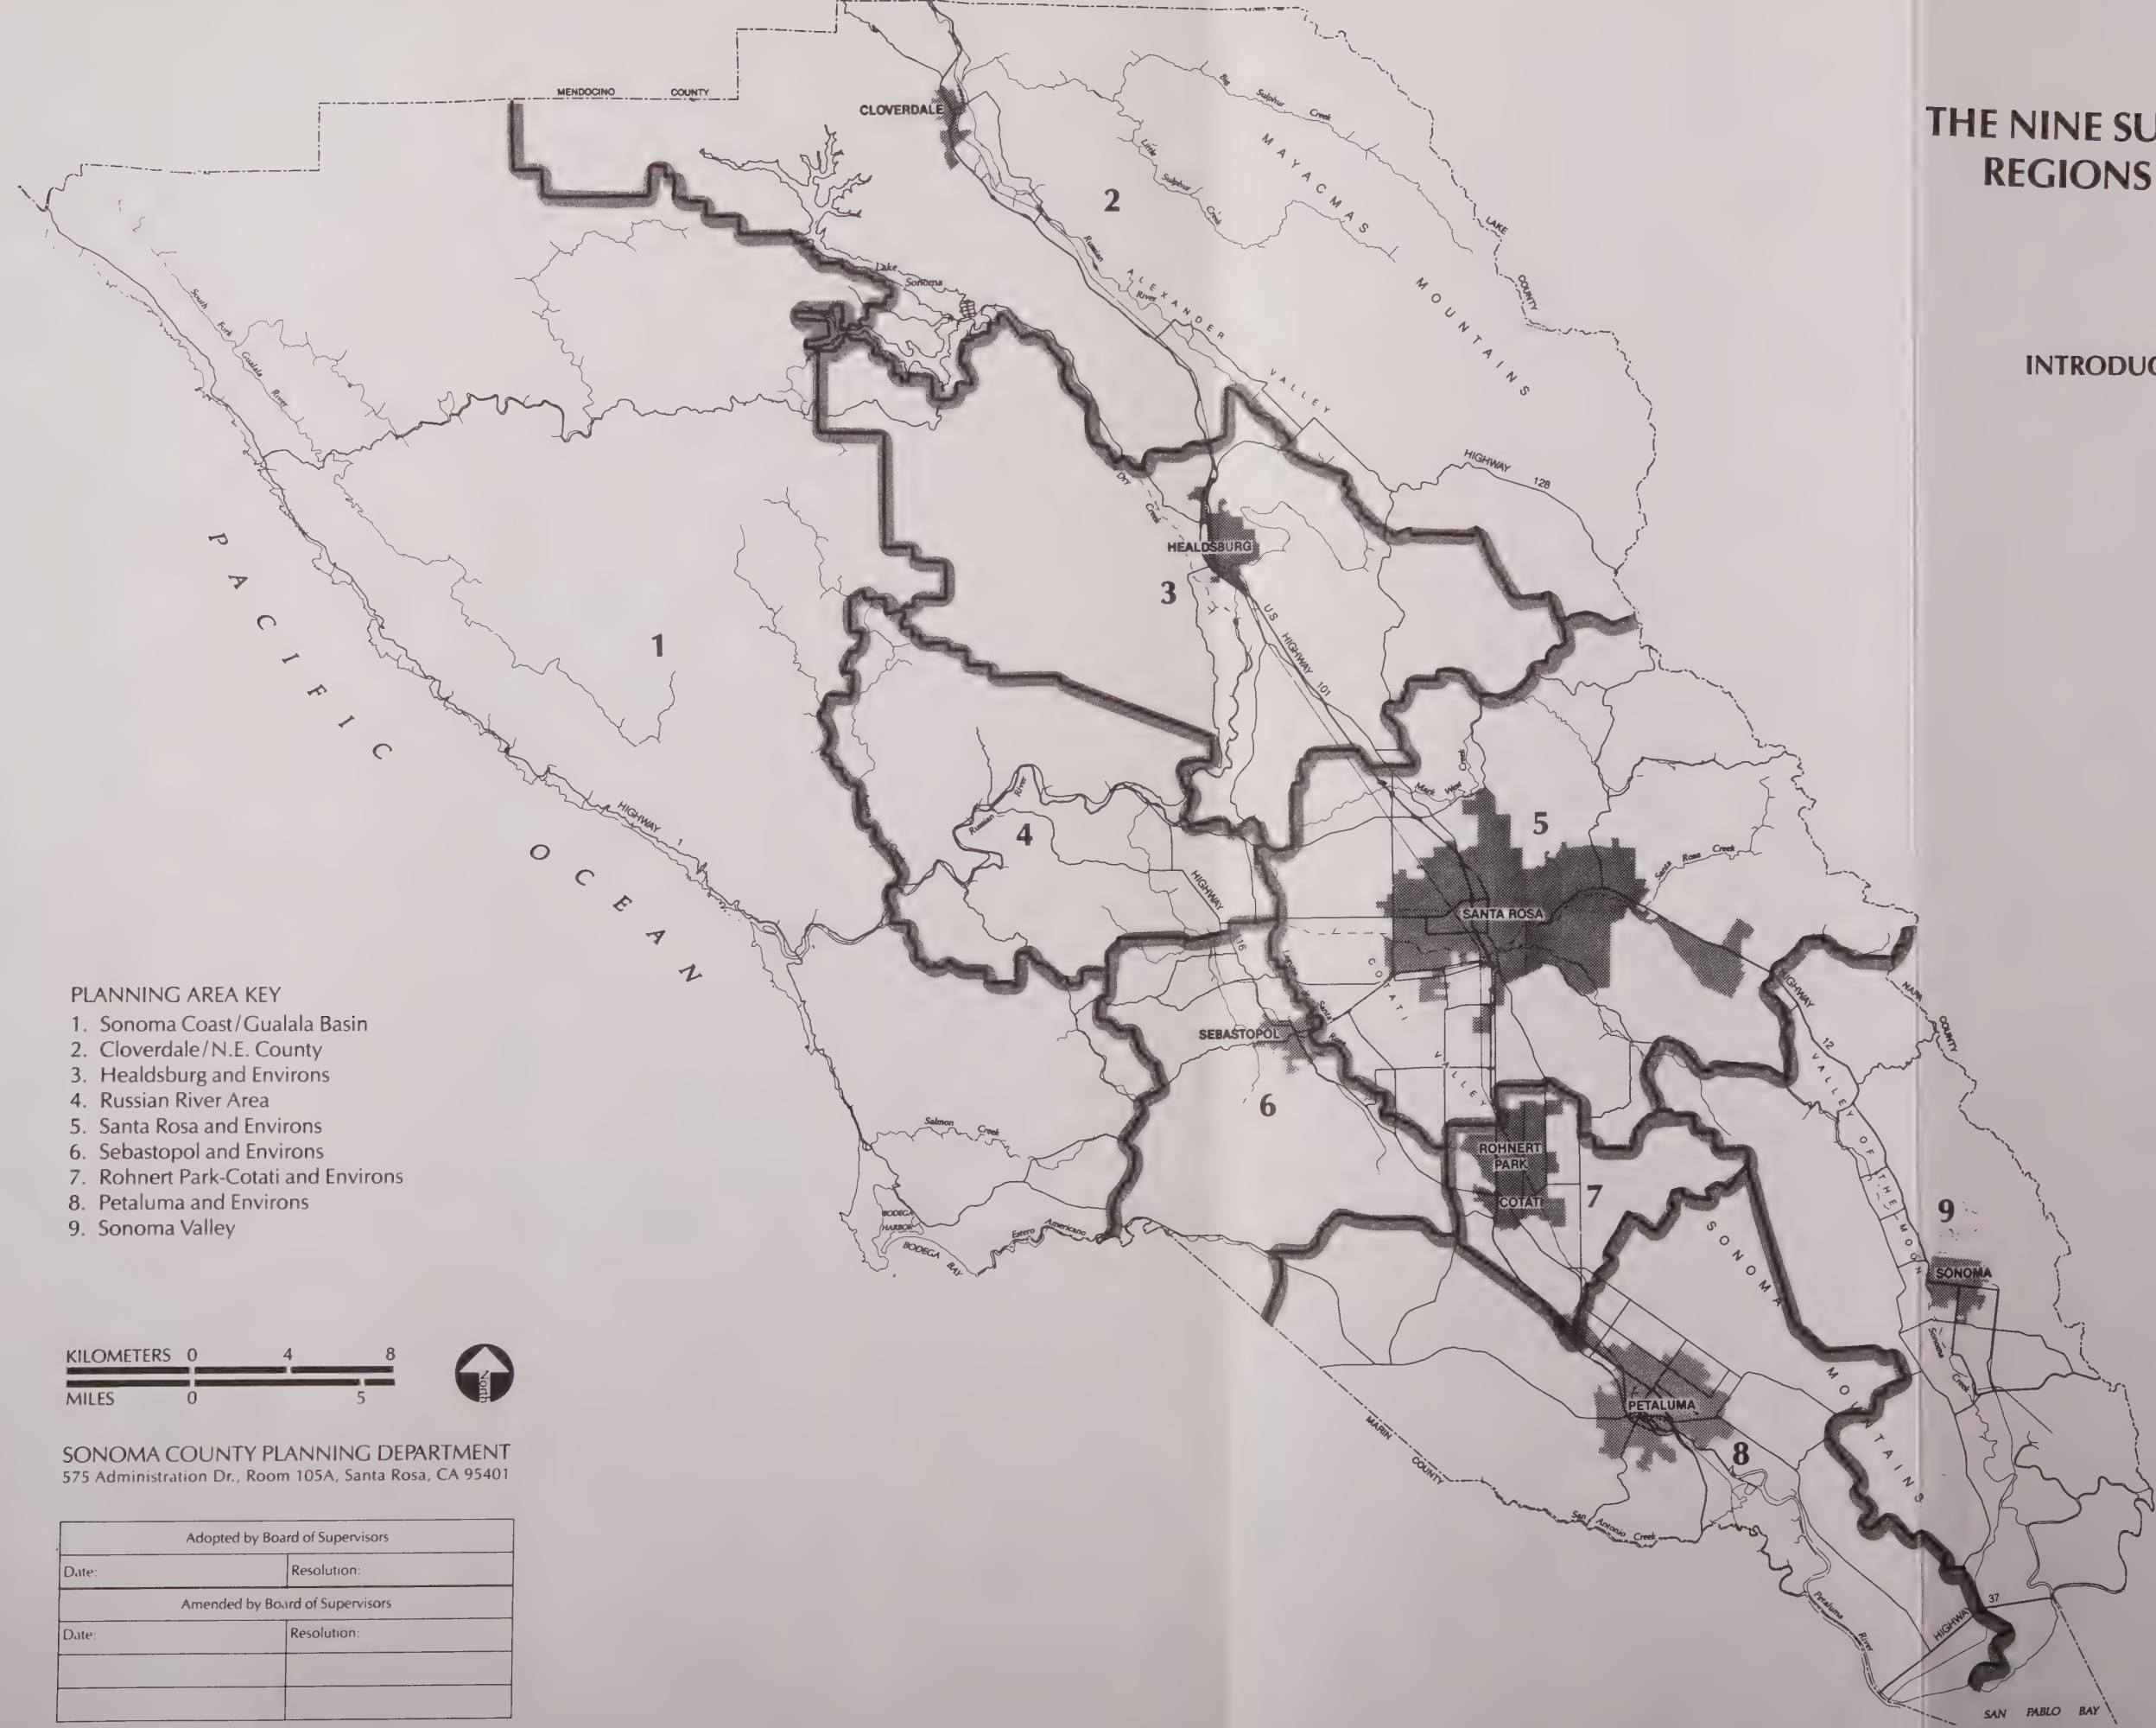 THE NINE SU
REGIONS
INTRODUC
MENDOCINO COUNTY
CLOVERDALE
Big Sulphur Creek
Little Sulphur Creek
MAYACMAS MOUNTAINS
LAKE COUNTY
2
Russian River
ALEXANDER VALLEY
Lake Sonoma
South Fork Gualala River
HIGHWAY 128
Dry Creek
HEALDSBURG
3
US HIGHWAY 101
1
PACIFIC OCEAN
HIGHWAY 1
Russian River
4
Mark West Creek
5
Santa Rosa Creek
SANTA ROSA
HIGHWAY
116
COTATI VALLEY
Laguna de Santa Rosa
SEBASTOPOL
6
HIGHWAY 12
NAPA COUNTY
VALLEY OF THE MOON
ROHNERT
PARK
COTATI
7
Salmon Creek
BODEGA
HARBOR
BODEGA BAY
Estero Americano
SONOMA MOUNTAINS
9
SONOMA
Sonoma Creek
PETALUMA
8
MARIN COUNTY
San Antonio Creek
Petaluma River
HIGHWAY 37
SAN PABLO BAY
PLANNING AREA KEY
1. Sonoma Coast/Gualala Basin
2. Cloverdale/N.E. County
3. Healdsburg and Environs
4. Russian River Area
5. Santa Rosa and Environs
6. Sebastopol and Environs
7. Rohnert Park-Cotati and Environs
8. Petaluma and Environs
9. Sonoma Valley
KILOMETERS 0 4 8
MILES 0 5
North
SONOMA COUNTY PLANNING DEPARTMENT
575 Administration Dr., Room 105A, Santa Rosa, CA 95401
Adopted by Board of Supervisors
Date: Resolution:
Amended by Board of Supervisors
Date: Resolution: